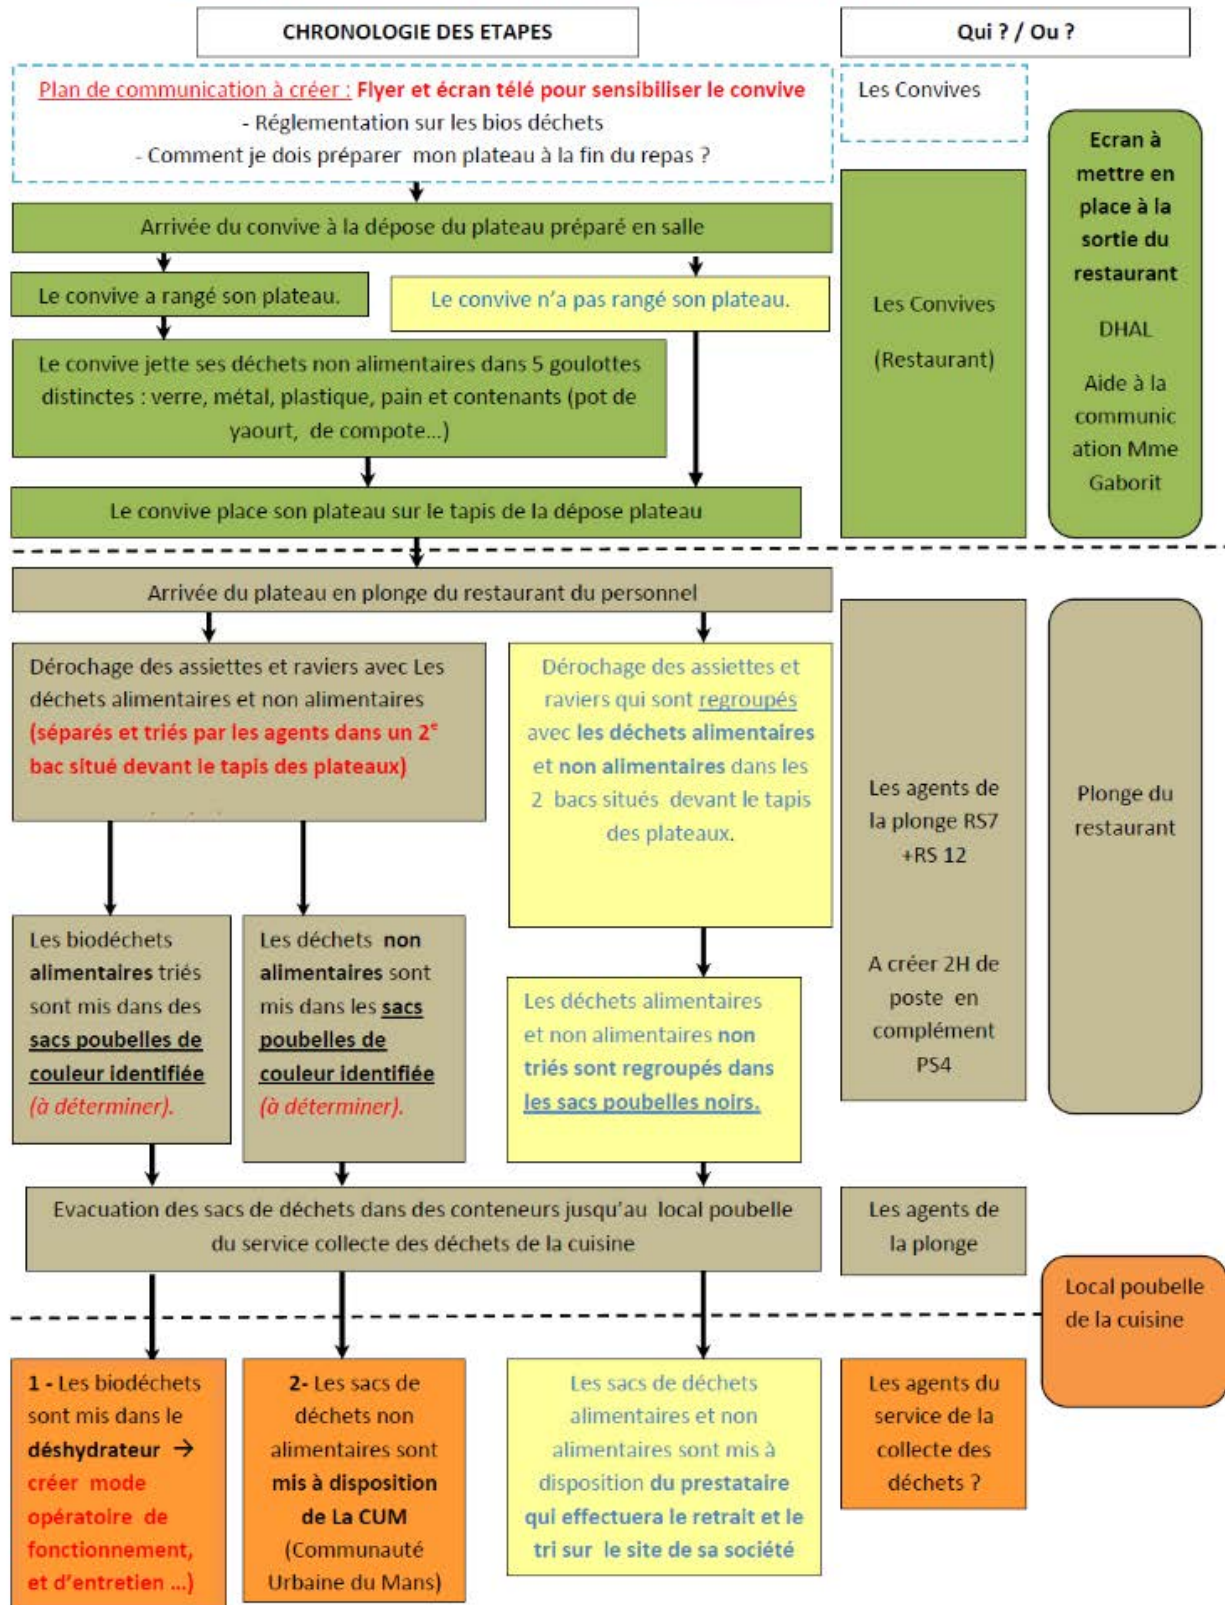 CHRONOLOGIE DES ETAPES
Qui ? / Ou ?
Plan de communication à créer : Flyer et écran télé pour sensibiliser le convive
- Réglementation sur les bios déchets
- Comment je dois préparer mon plateau à la fin du repas ?
Les Convives
Ecran à
mettre en
place à la
sortie du
restaurant
DHAL
Aide à la
communic
ation Mme
Gaborit
Arrivée du convive à la dépose du plateau préparé en salle
Le convive a rangé son plateau.
Le convive n'a pas rangé son plateau.
Les Convives
(Restaurant)
Le convive jette ses déchets non alimentaires dans 5 goulottes
distinctes : verre, métal, plastique, pain et contenants (pot de
yaourt, de compote...)
Le convive place son plateau sur le tapis de la dépose plateau
Arrivée du plateau en plonge du restaurant du personnel
Dérochage des assiettes et raviers avec Les
déchets alimentaires et non alimentaires
(séparés et triés par les agents dans un 2e
bac situé devant le tapis des plateaux)
Dérochage des assiettes et
raviers qui sont regroupés
avec les déchets alimentaires
et non alimentaires dans les
2 bacs situés devant le tapis
des plateaux.
Les agents de
la plonge RS7
+RS 12
A créer 2H de
poste en
complément
PS4
Plonge du
restaurant
Les biodéchets
alimentaires triés
sont mis dans des
sacs poubelles de
couleur identifiée
(à déterminer).
Les déchets non
alimentaires sont
mis dans les sacs
poubelles de
couleur identifiée
(à déterminer).
Les déchets alimentaires
et non alimentaires non
triés sont regroupés dans
les sacs poubelles noirs.
Evacuation des sacs de déchets dans des conteneurs jusqu'au local poubelle
du service collecte des déchets de la cuisine
Les agents de
la plonge
Local poubelle
de la cuisine
1 - Les biodéchets
sont mis dans le
déshydrateur →
créer mode
opératoire de
fonctionnement,
et d'entretien ...)
2- Les sacs de
déchets non
alimentaires sont
mis à disposition
de La CUM
(Communauté
Urbaine du Mans)
Les sacs de déchets
alimentaires et non
alimentaires sont mis à
disposition du prestataire
qui effectuera le retrait et le
tri sur le site de sa société
Les agents du
service de la
collecte des
déchets ?